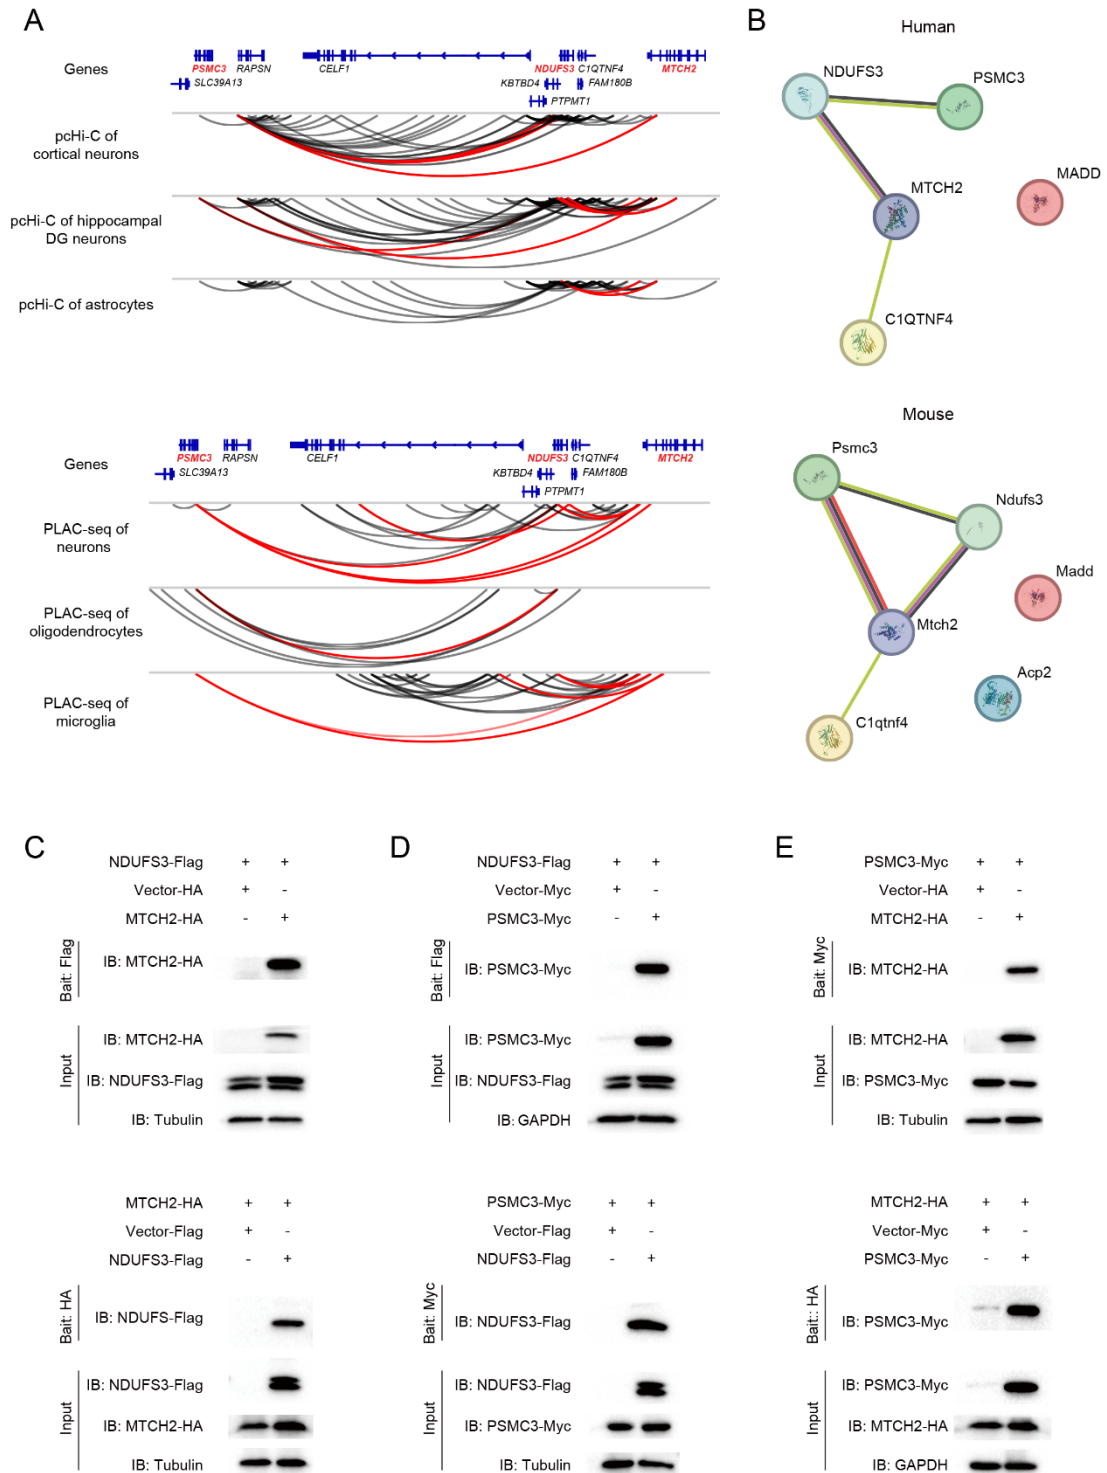 A
Genes
PSMC3
RAPSN
CELF1
NDUFS3
C1QTNF4
MTCH2
SLC39A13
KBTBD4
FAM180B
PTPMT1
pcHi-C of
cortical neurons
pcHi-C of hippocampal
DG neurons
pcHi-C of astrocytes
Genes
PSMC3
RAPSN
CELF1
NDUFS3
C1QTNF4
MTCH2
SLC39A13
KBTBD4
FAM180B
PTPMT1
PLAC-seq of
neurons
PLAC-seq of
oligodendrocytes
PLAC-seq of
microglia
B
Human
NDUFS3
PSMC3
MADD
MTCH2
C1QTNF4
Mouse
Psmc3
Ndufs3
Madd
Mtch2
Acp2
C1qtnf4
C
NDUFS3-Flag + +
Vector-HA + -
MTCH2-HA - +
Bait: Flag
IB: MTCH2-HA
Input
IB: MTCH2-HA
IB: NDUFS3-Flag
IB: Tubulin
MTCH2-HA + +
Vector-Flag + -
NDUFS3-Flag - +
Bait: HA
IB: NDUFS-Flag
Input
IB: NDUFS3-Flag
IB: MTCH2-HA
IB: Tubulin
D
NDUFS3-Flag + +
Vector-Myc + -
PSMC3-Myc - +
Bait: Flag
IB: PSMC3-Myc
Input
IB: PSMC3-Myc
IB: NDUFS3-Flag
IB: GAPDH
PSMC3-Myc + +
Vector-Flag + -
NDUFS3-Flag - +
Bait: Myc
IB: NDUFS3-Flag
Input
IB: NDUFS3-Flag
IB: PSMC3-Myc
IB: Tubulin
E
PSMC3-Myc + +
Vector-HA + -
MTCH2-HA - +
Bait: Myc
IB: MTCH2-HA
Input
IB: MTCH2-HA
IB: PSMC3-Myc
IB: Tubulin
MTCH2-HA + +
Vector-Myc + -
PSMC3-Myc - +
Bait:: HA
IB: PSMC3-Myc
Input
IB: PSMC3-Myc
IB: MTCH2-HA
IB: GAPDH